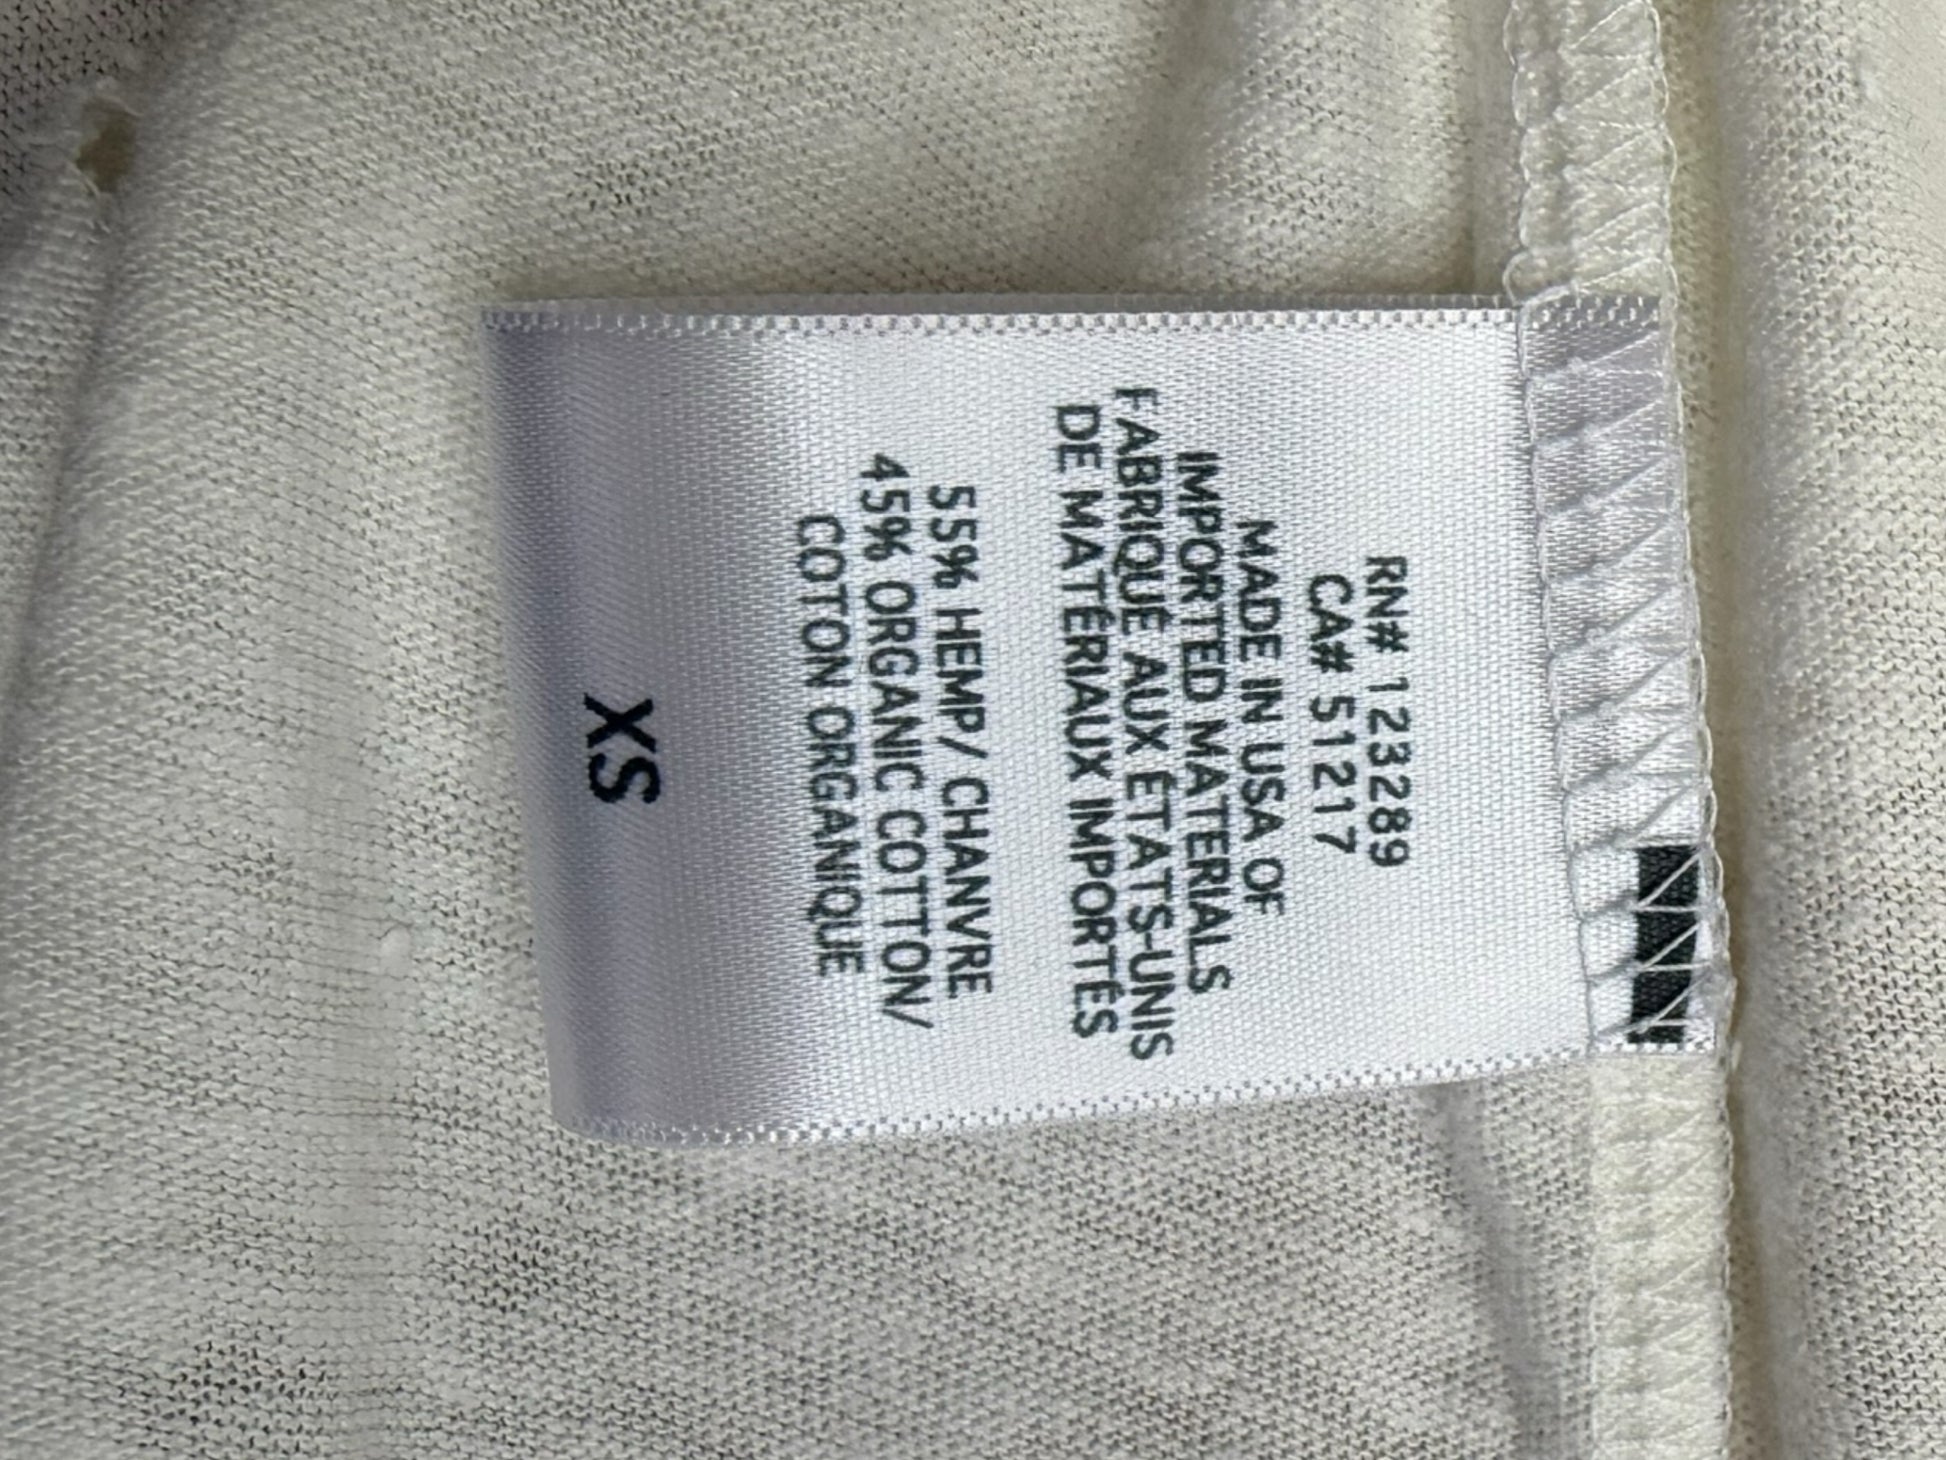 RN# 123289
CA# 51217
MADE IN USA OF
IMPORTED MATERIALS
FABRIQUÉ AUX ÉTATS-UNIS
DE MATÉRIAUX IMPORTÉS
55% HEMP/ CHANVRE
45% ORGANIC COTTON/
COTON ORGANIQUE
XS